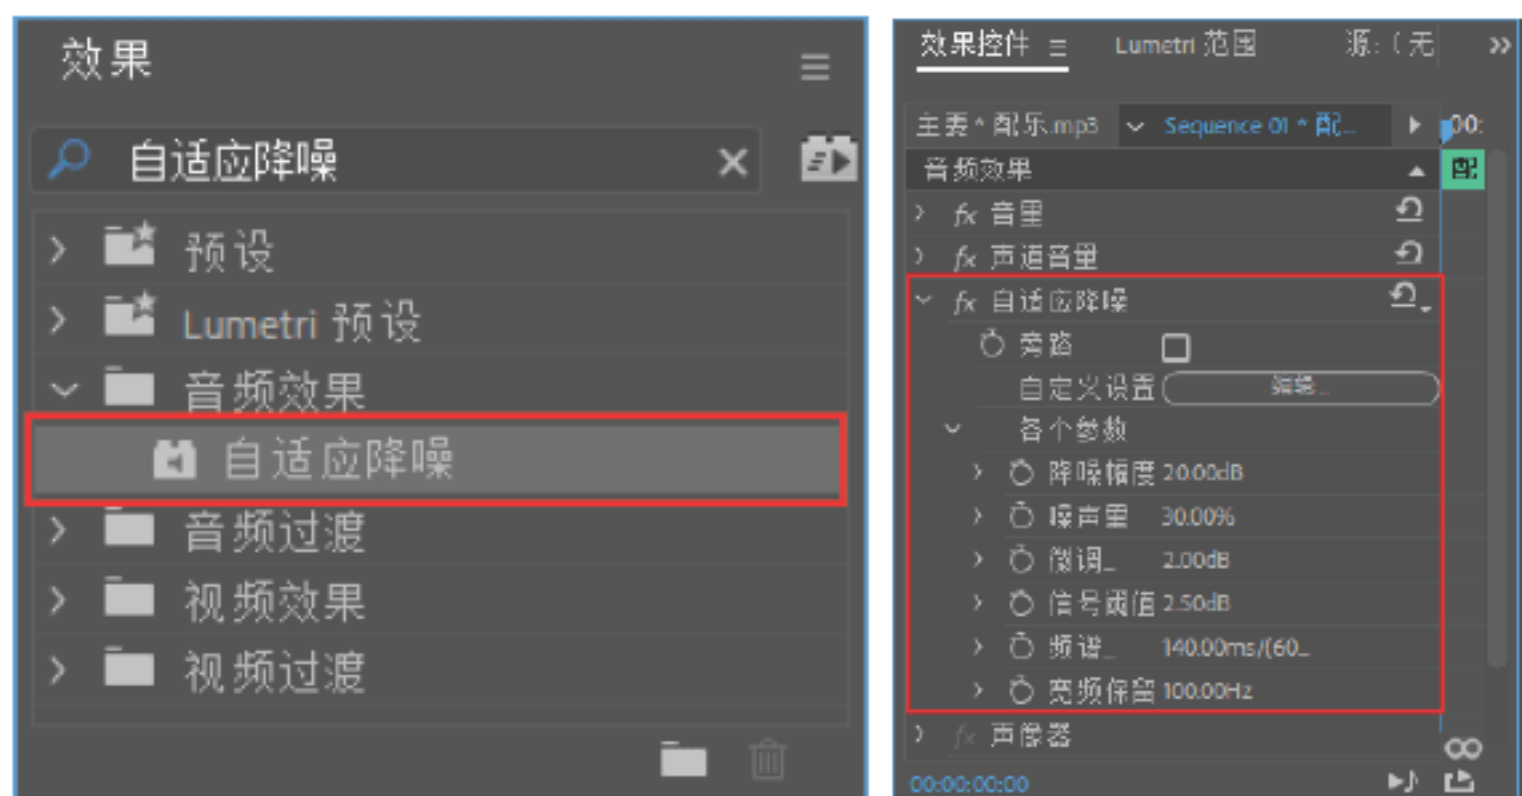 效果
自适应降噪
预设
Lumetri 预设
音频效果
自适应降噪
音频过渡
视频效果
视频过渡
效果控件 Lumetri 范围 源:（无
主要*配乐.mp3 Sequence 01 * 配... 00:
音频效果 配
fx 音量
fx 声道音量
fx 自适应降噪
旁路
自定义设置 编辑...
各个参数
降噪幅度 20.00dB
噪声量 30.00%
微调... 2.00dB
信号阈值 2.50dB
频谱... 140.00ms/(60...
宽频保留 100.00Hz
fx 声像器
00:00:00:00